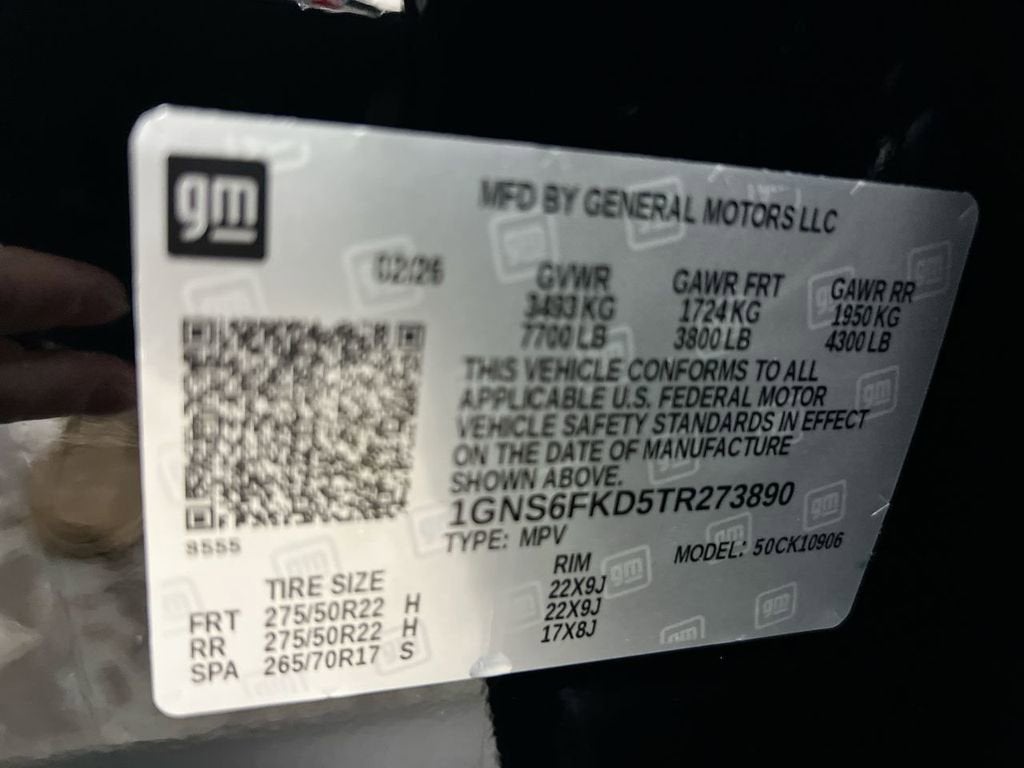 gm
MFD BY GENERAL MOTORS LLC
02/26
GVWR GAWR FRT GAWR RR
3493 KG 1724 KG 1950 KG
7700 LB 3800 LB 4300 LB
THIS VEHICLE CONFORMS TO ALL
APPLICABLE U.S. FEDERAL MOTOR
VEHICLE SAFETY STANDARDS IN EFFECT
ON THE DATE OF MANUFACTURE
SHOWN ABOVE.
1GNS6FKD5TR273890
TYPE: MPV MODEL: 50CK10906
9555
TIRE SIZE RIM
FRT 275/50R22 H 22X9J
RR 275/50R22 H 22X9J
SPA 265/70R17 S 17X8J